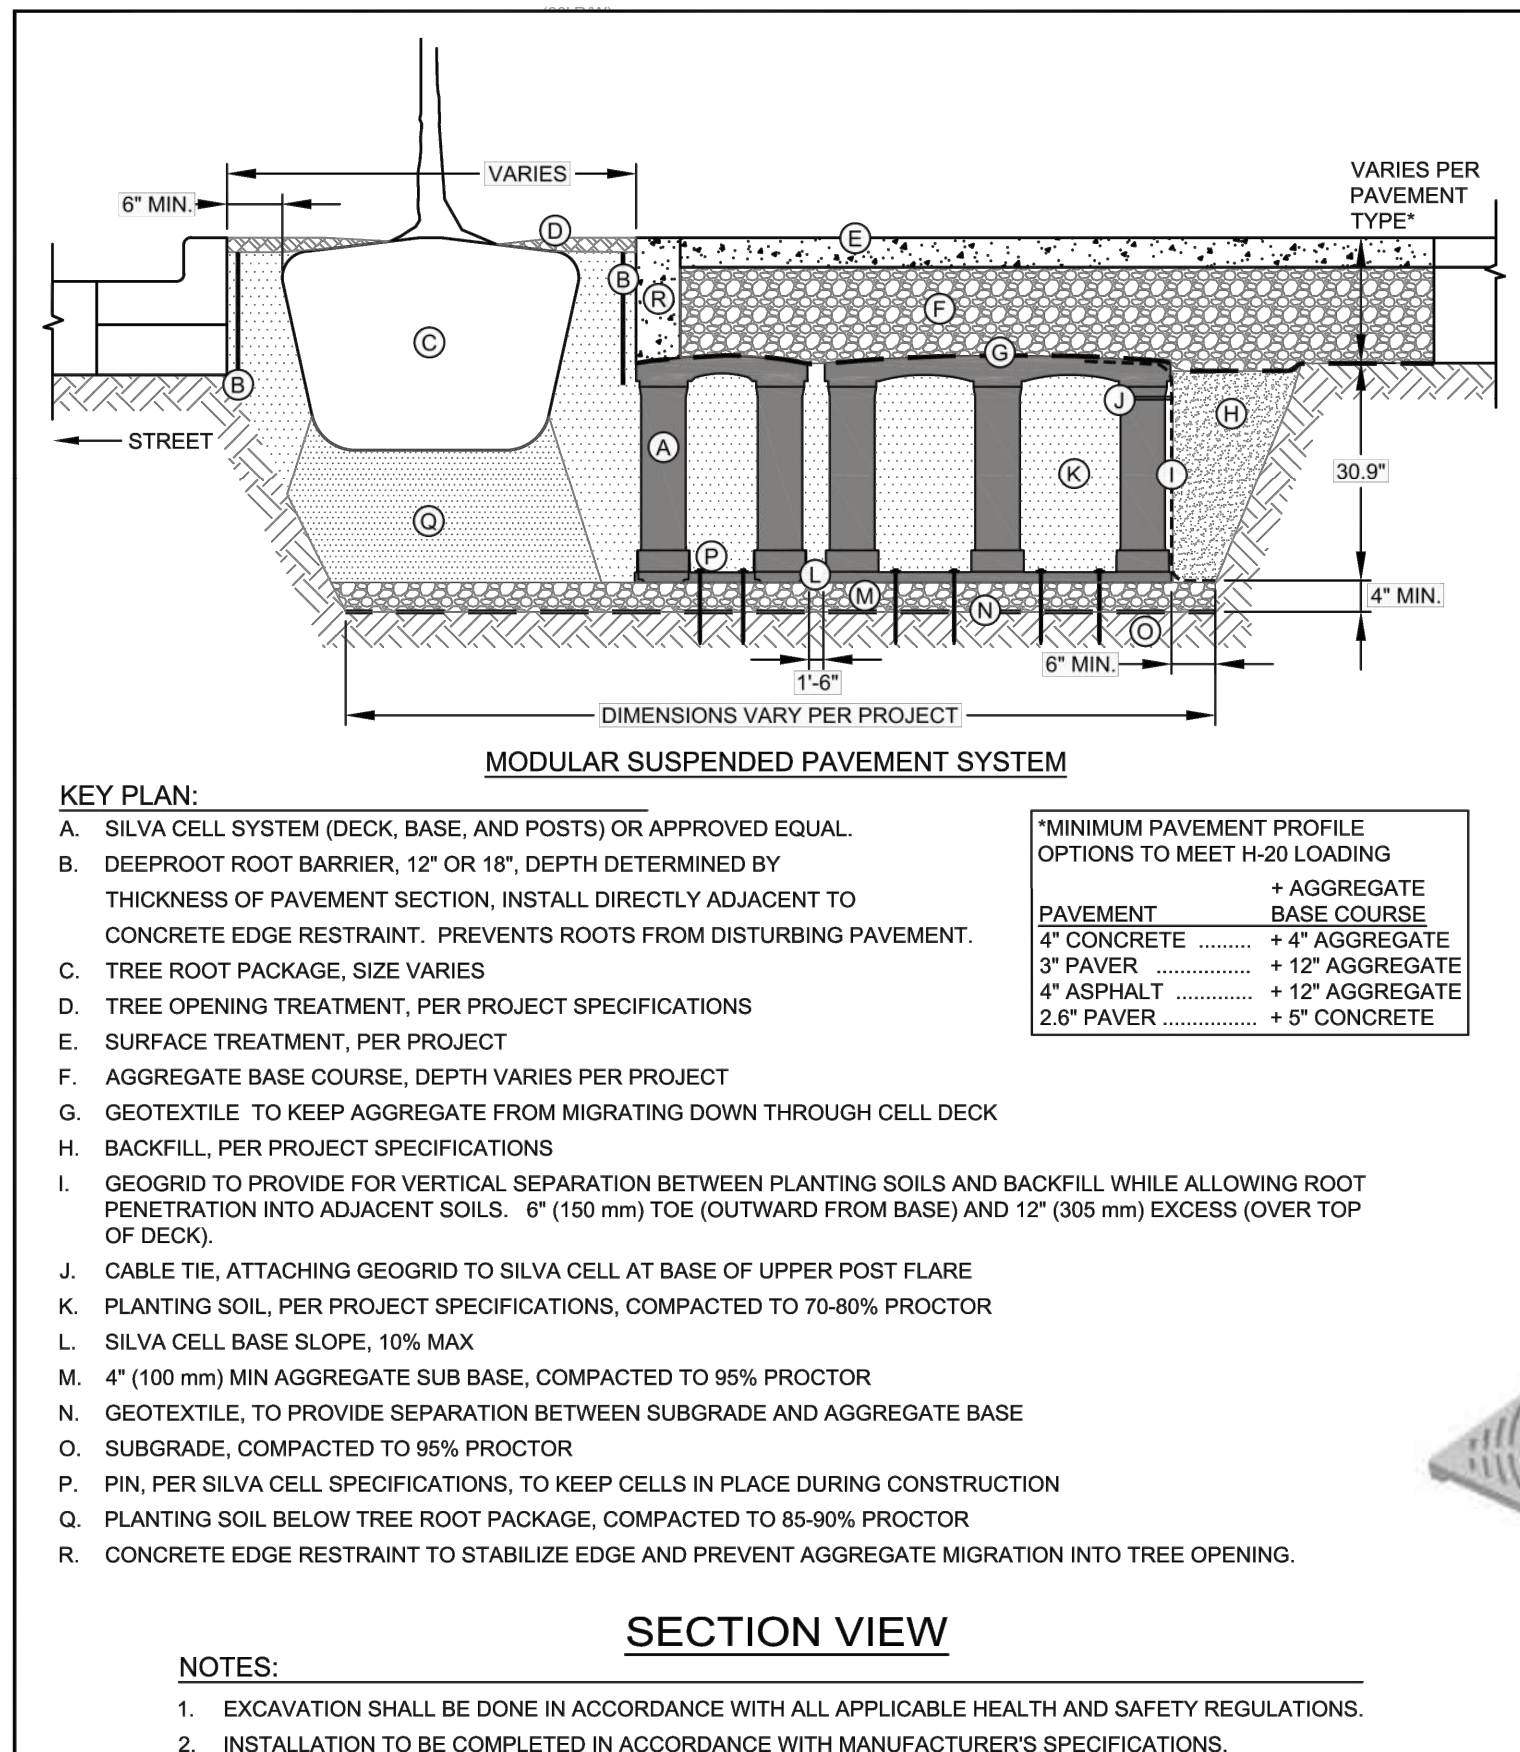 VARIES
6" MIN.
VARIES PER
PAVEMENT
TYPE*
D
E
B
R
F
C
G
B
J
H
STREET
A
K
I
30.9"
Q
P
L
M
N
4" MIN.
O
6" MIN.
1'-6"
DIMENSIONS VARY PER PROJECT
MODULAR SUSPENDED PAVEMENT SYSTEM
KEY PLAN:
A. SILVA CELL SYSTEM (DECK, BASE, AND POSTS) OR APPROVED EQUAL.
B. DEEPROOT ROOT BARRIER, 12" OR 18", DEPTH DETERMINED BY
THICKNESS OF PAVEMENT SECTION, INSTALL DIRECTLY ADJACENT TO
CONCRETE EDGE RESTRAINT. PREVENTS ROOTS FROM DISTURBING PAVEMENT.
C. TREE ROOT PACKAGE, SIZE VARIES
D. TREE OPENING TREATMENT, PER PROJECT SPECIFICATIONS
E. SURFACE TREATMENT, PER PROJECT
F. AGGREGATE BASE COURSE, DEPTH VARIES PER PROJECT
G. GEOTEXTILE TO KEEP AGGREGATE FROM MIGRATING DOWN THROUGH CELL DECK
H. BACKFILL, PER PROJECT SPECIFICATIONS
I. GEOGRID TO PROVIDE FOR VERTICAL SEPARATION BETWEEN PLANTING SOILS AND BACKFILL WHILE ALLOWING ROOT
PENETRATION INTO ADJACENT SOILS. 6" (150 mm) TOE (OUTWARD FROM BASE) AND 12" (305 mm) EXCESS (OVER TOP
OF DECK).
J. CABLE TIE, ATTACHING GEOGRID TO SILVA CELL AT BASE OF UPPER POST FLARE
K. PLANTING SOIL, PER PROJECT SPECIFICATIONS, COMPACTED TO 70-80% PROCTOR
L. SILVA CELL BASE SLOPE, 10% MAX
M. 4" (100 mm) MIN AGGREGATE SUB BASE, COMPACTED TO 95% PROCTOR
N. GEOTEXTILE, TO PROVIDE SEPARATION BETWEEN SUBGRADE AND AGGREGATE BASE
O. SUBGRADE, COMPACTED TO 95% PROCTOR
P. PIN, PER SILVA CELL SPECIFICATIONS, TO KEEP CELLS IN PLACE DURING CONSTRUCTION
Q. PLANTING SOIL BELOW TREE ROOT PACKAGE, COMPACTED TO 85-90% PROCTOR
R. CONCRETE EDGE RESTRAINT TO STABILIZE EDGE AND PREVENT AGGREGATE MIGRATION INTO TREE OPENING.
*MINIMUM PAVEMENT PROFILE
OPTIONS TO MEET H-20 LOADING
+ AGGREGATE
PAVEMENT BASE COURSE
4" CONCRETE ......... + 4" AGGREGATE
3" PAVER ................ + 12" AGGREGATE
4" ASPHALT ............. + 12" AGGREGATE
2.6" PAVER ................ + 5" CONCRETE
SECTION VIEW
NOTES:
1. EXCAVATION SHALL BE DONE IN ACCORDANCE WITH ALL APPLICABLE HEALTH AND SAFETY REGULATIONS.
2. INSTALLATION TO BE COMPLETED IN ACCORDANCE WITH MANUFACTURER'S SPECIFICATIONS.